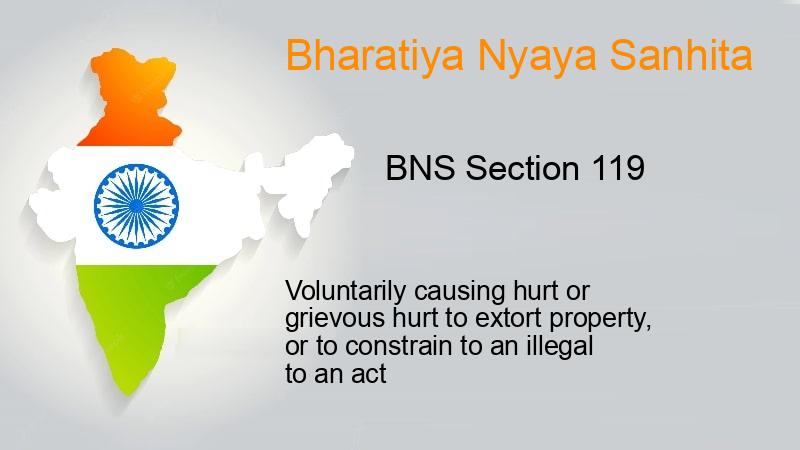 Bharatiya Nyaya Sanhita
BNS Section 119
Voluntarily causing hurt or
grievous hurt to extort property,
or to constrain to an illegal
to an act